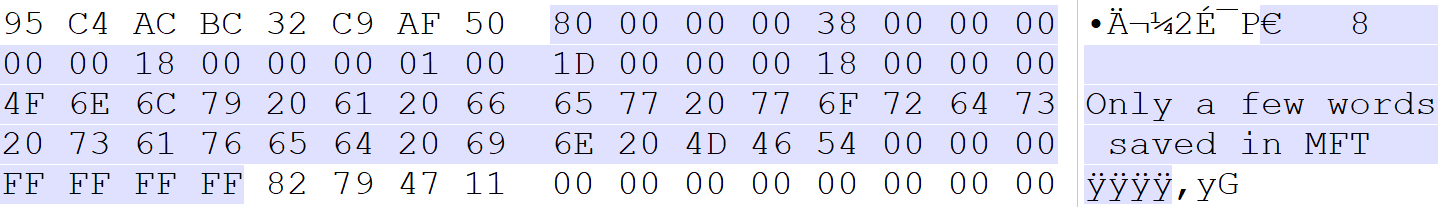 95 C4 AC BC 32 C9 AF 50 80 00 00 00 38 00 00 00 •Ä¬¼2É¯P€ 8
00 00 18 00 00 00 01 00 1D 00 00 00 18 00 00 00
4F 6E 6C 79 20 61 20 66 65 77 20 77 6F 72 64 73 Only a few words
20 73 61 76 65 64 20 69 6E 20 4D 46 54 00 00 00 saved in MFT
FF FF FF FF 82 79 47 11 00 00 00 00 00 00 00 00 ÿÿÿÿ‚yG